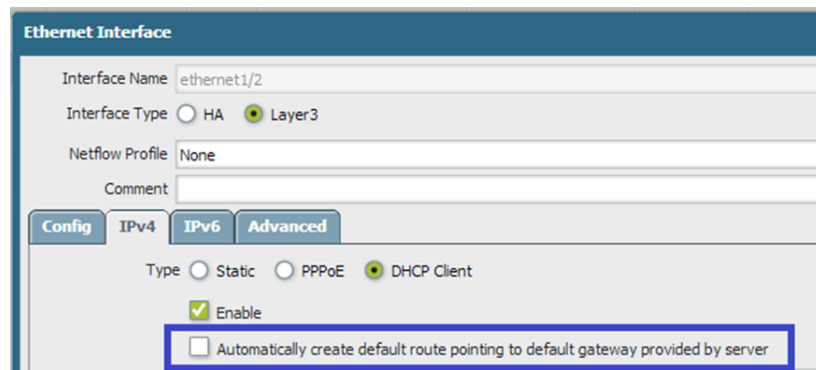 Ethernet Interface
Interface Name ethernet1/2
Interface Type HA Layer3
Netflow Profile None
Comment
Config IPv4 IPv6 Advanced
Type Static PPPoE DHCP Client
Enable
Automatically create default route pointing to default gateway provided by server